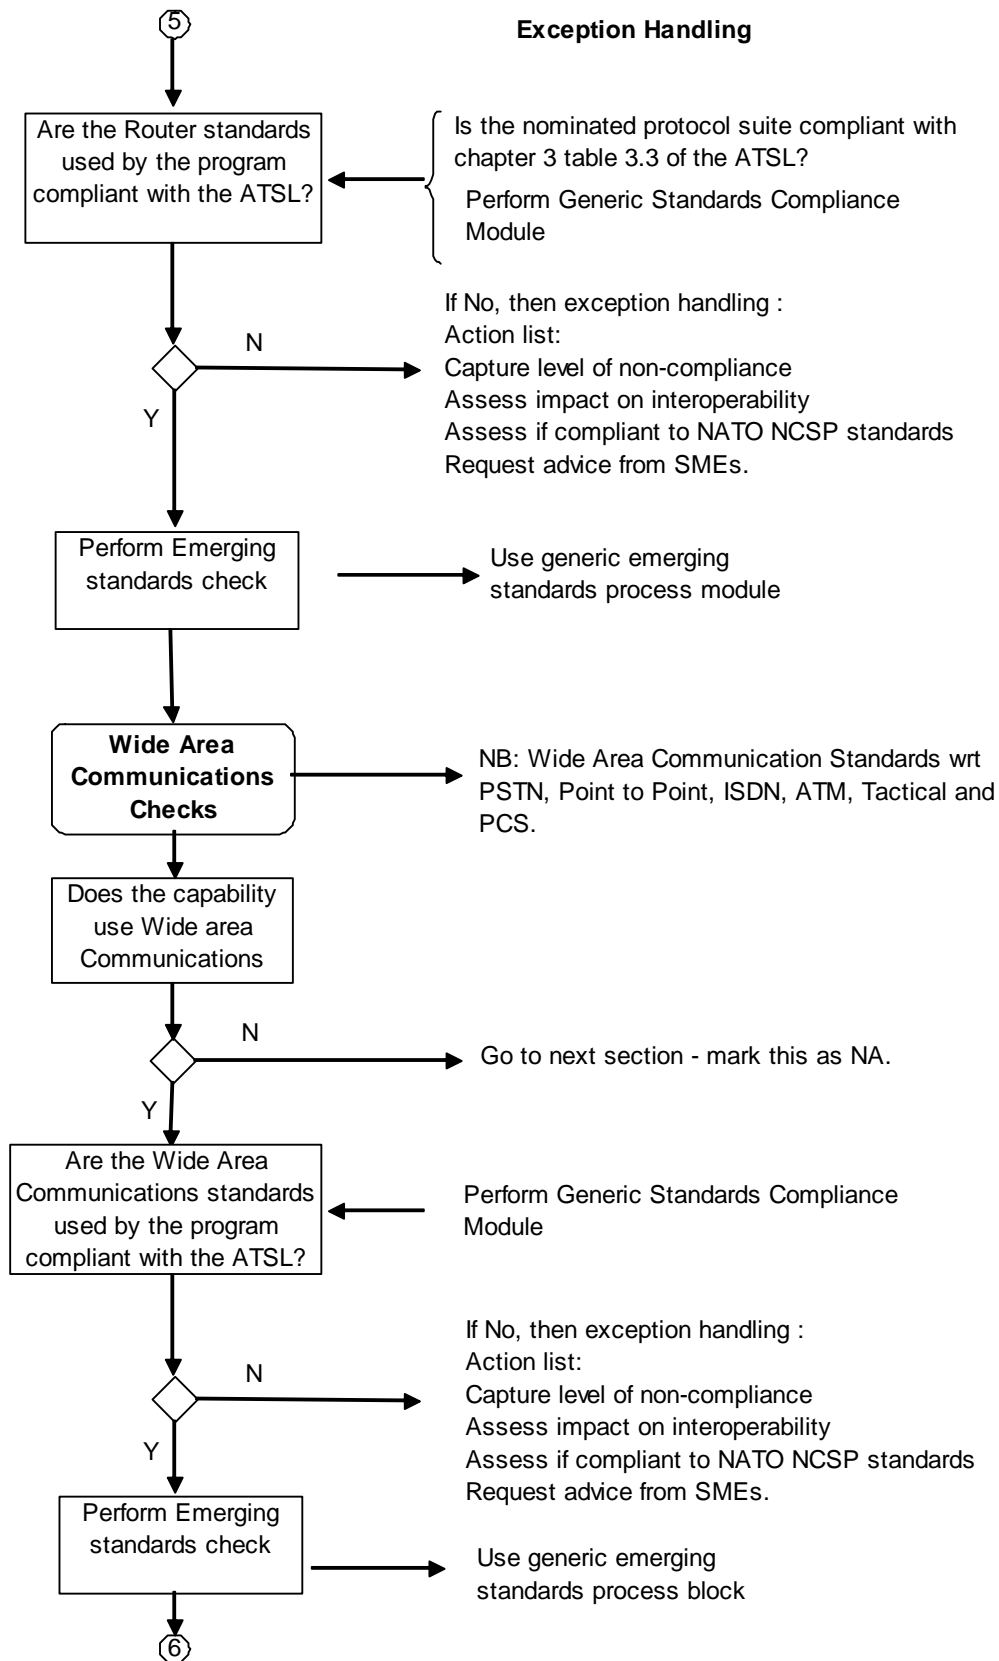 5
Exception Handling
Are the Router standards
used by the program
compliant with the ATSL?
Is the nominated protocol suite compliant with
chapter 3 table 3.3 of the ATSL?
Perform Generic Standards Compliance
Module
N
If No, then exception handling :
Action list:
Capture level of non-compliance
Assess impact on interoperability
Assess if compliant to NATO NCSP standards
Request advice from SMEs.
Y
Perform Emerging
standards check
Use generic emerging
standards process module
Wide Area
Communications
Checks
NB: Wide Area Communication Standards wrt
PSTN, Point to Point, ISDN, ATM, Tactical and
PCS.
Does the capability
use Wide area
Communications
N
Go to next section - mark this as NA.
Y
Are the Wide Area
Communications standards
used by the program
compliant with the ATSL?
Perform Generic Standards Compliance
Module
N
If No, then exception handling :
Action list:
Capture level of non-compliance
Assess impact on interoperability
Assess if compliant to NATO NCSP standards
Request advice from SMEs.
Y
Perform Emerging
standards check
Use generic emerging
standards process block
6